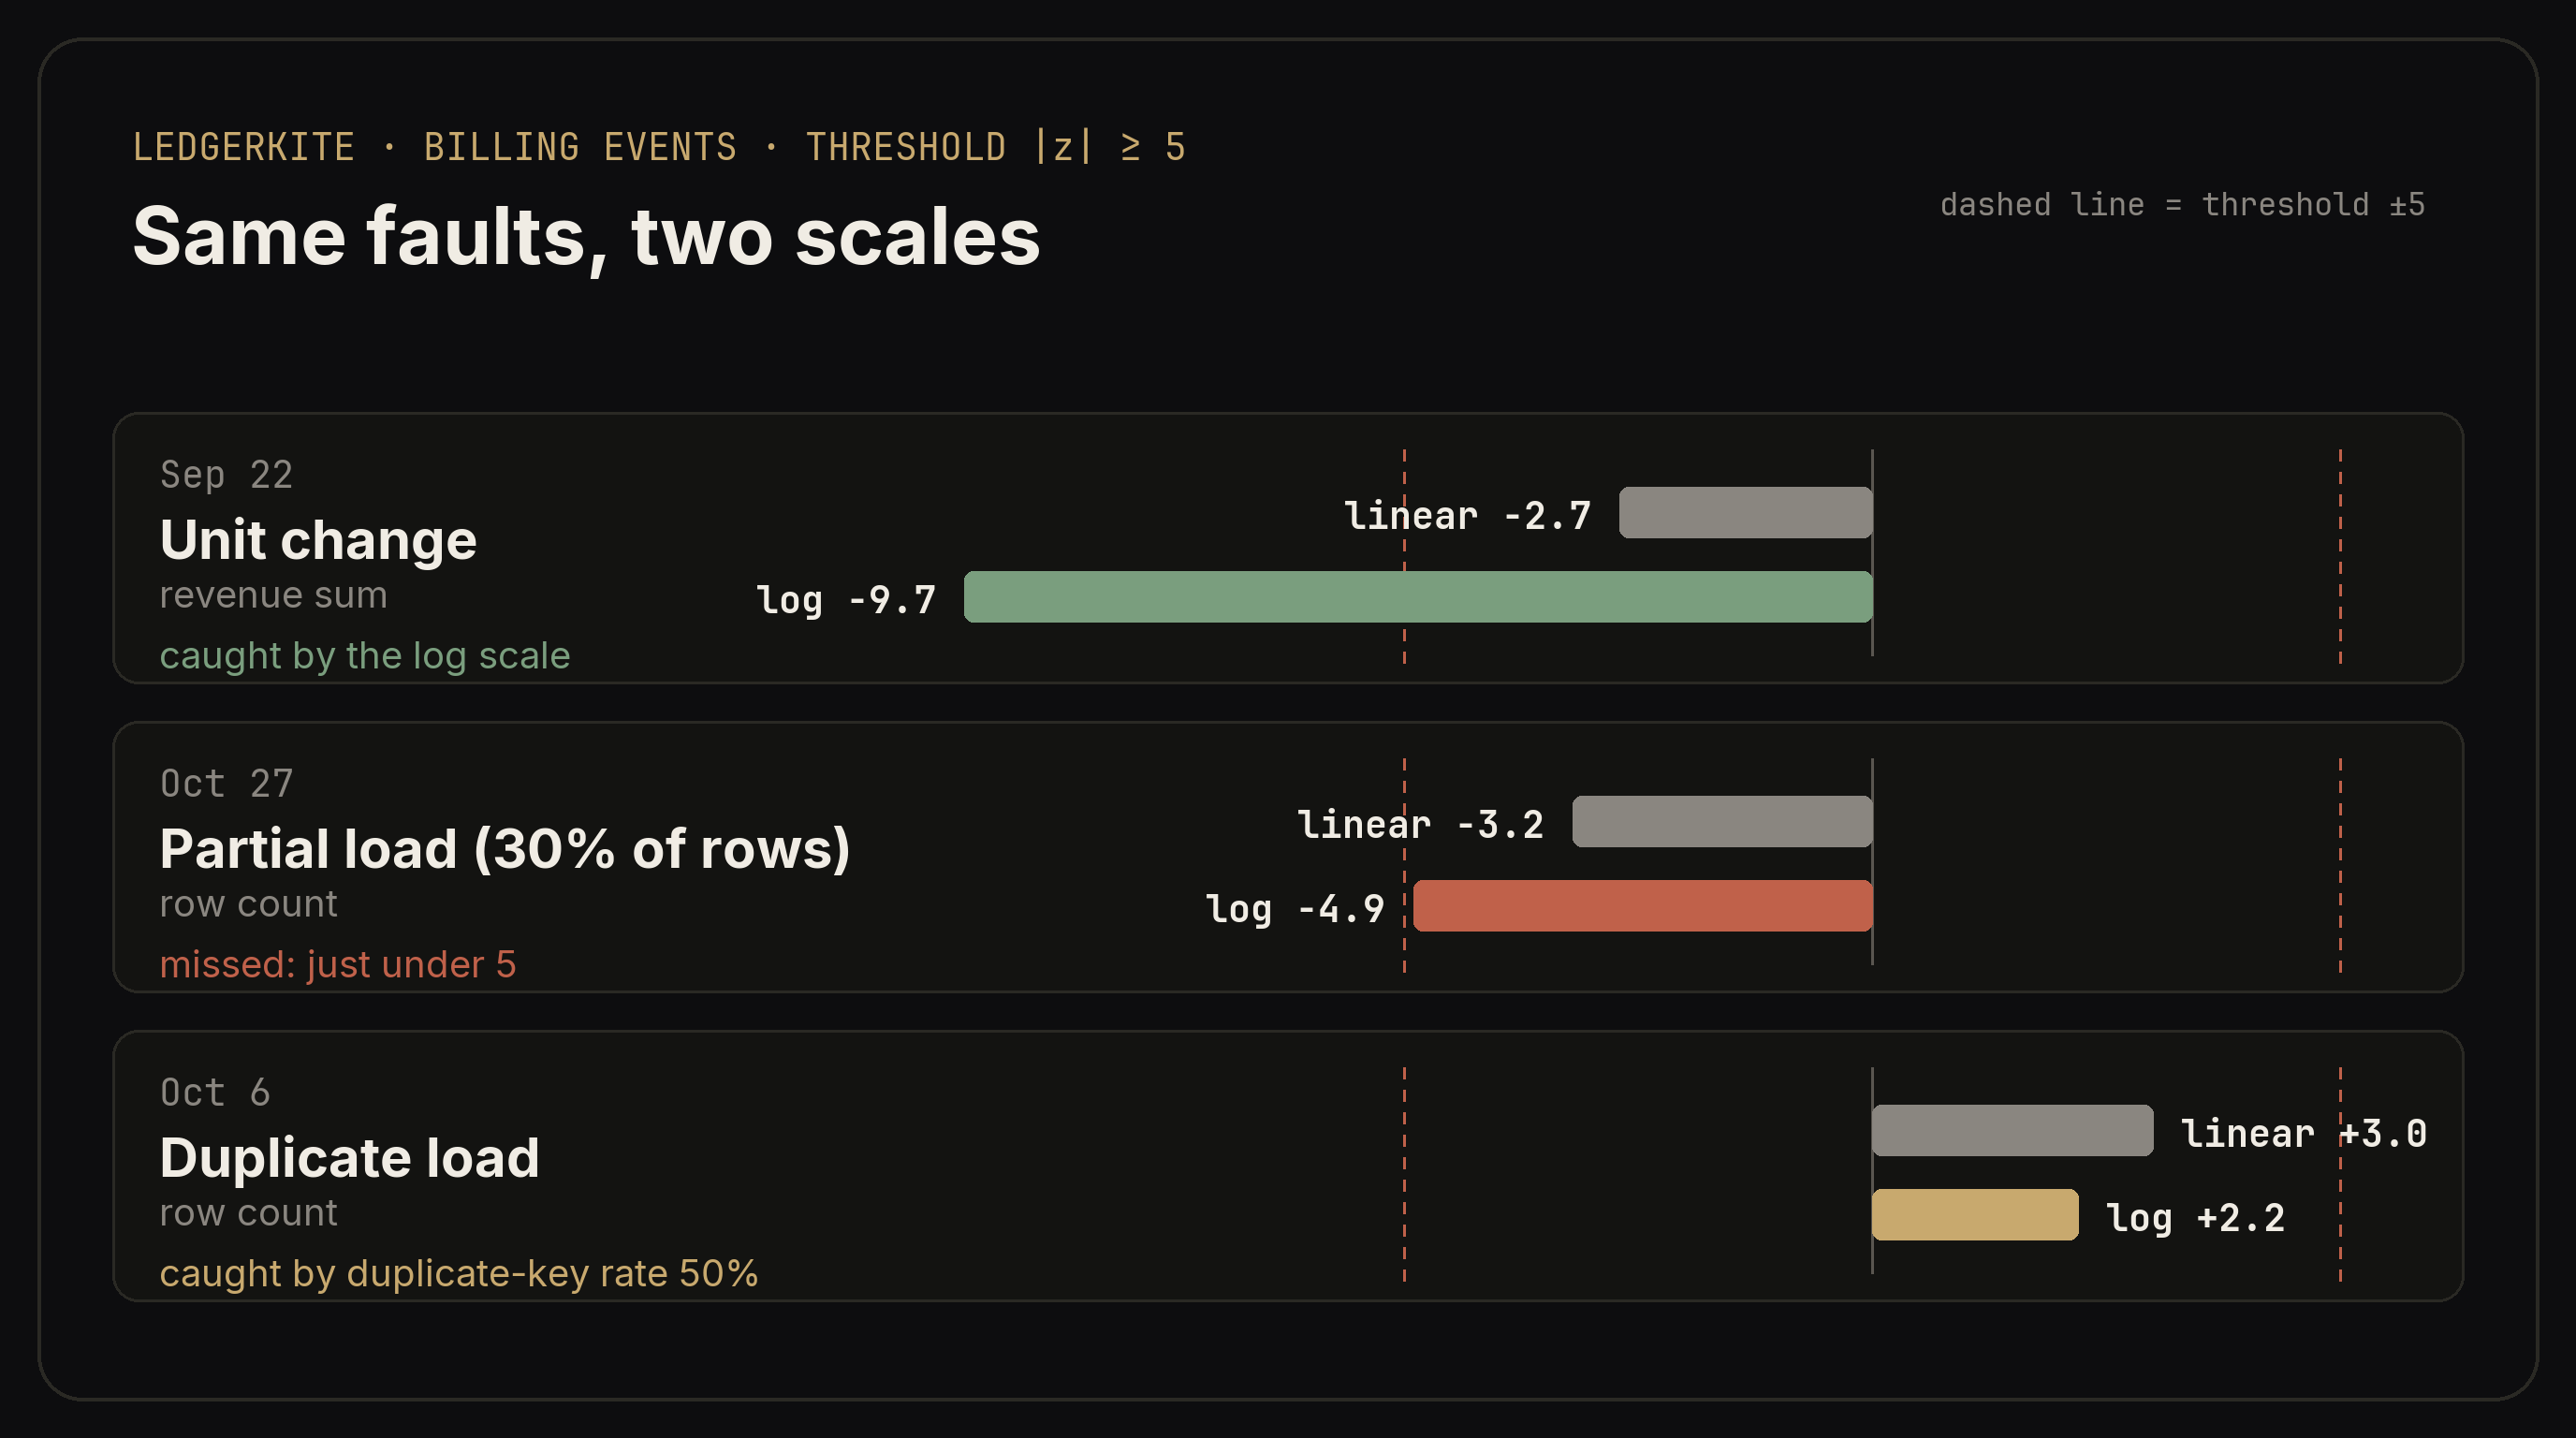 LEDGERKITE · BILLING EVENTS · THRESHOLD |z| ≥ 5
Same faults, two scales
dashed line = threshold ±5
Sep 22
Unit change
revenue sum
caught by the log scale
linear -2.7
log -9.7
Oct 27
Partial load (30% of rows)
row count
missed: just under 5
linear -3.2
log -4.9
Oct 6
Duplicate load
row count
caught by duplicate-key rate 50%
linear +3.0
log +2.2